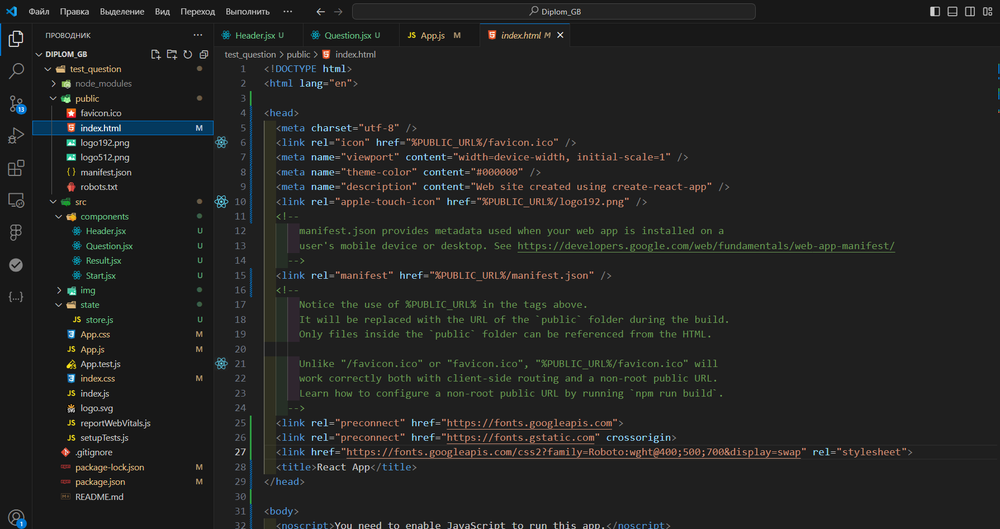 Файл Правка Выделение Вид Переход Выполнить ··· Diplom_GB
ПРОВОДНИК ···
DIPLOM_GB
test_question
node_modules
public
favicon.ico
index.html M
logo192.png
logo512.png
manifest.json
robots.txt
src
components
Header.jsx U
Question.jsx U
Result.jsx U
Start.jsx U
img
state
JS store.js U
App.css M
JS App.js M
App.test.js
index.css M
JS index.js
logo.svg
JS reportWebVitals.js
JS setupTests.js
.gitignore
package-lock.json M
package.json M
README.md
13
1
Header.jsx U Question.jsx U JS App.js M index.html M
test_question > public > index.html
1 <!DOCTYPE html>
2 <html lang="en">
3
4 <head>
5 <meta charset="utf-8" />
6 <link rel="icon" href="%PUBLIC_URL%/favicon.ico" />
7 <meta name="viewport" content="width=device-width, initial-scale=1" />
8 <meta name="theme-color" content="#000000" />
9 <meta name="description" content="Web site created using create-react-app" />
10 <link rel="apple-touch-icon" href="%PUBLIC_URL%/logo192.png" />
11 <!--
12 manifest.json provides metadata used when your web app is installed on a
13 user's mobile device or desktop. See https://developers.google.com/web/fundamentals/web-app-manifest/
14 -->
15 <link rel="manifest" href="%PUBLIC_URL%/manifest.json" />
16 <!--
17 Notice the use of %PUBLIC_URL% in the tags above.
18 It will be replaced with the URL of the `public` folder during the build.
19 Only files inside the `public` folder can be referenced from the HTML.
20
21 Unlike "/favicon.ico" or "favicon.ico", "%PUBLIC_URL%/favicon.ico" will
22 work correctly both with client-side routing and a non-root public URL.
23 Learn how to configure a non-root public URL by running `npm run build`.
24 -->
25 <link rel="preconnect" href="https://fonts.googleapis.com">
26 <link rel="preconnect" href="https://fonts.gstatic.com" crossorigin>
27 <link href="https://fonts.googleapis.com/css2?family=Roboto:wght@400;500;700&display=swap" rel="stylesheet">
28 <title>React App</title>
29 </head>
30
31 <body>
32 <noscript>You need to enable JavaScript to run this app.</noscript>